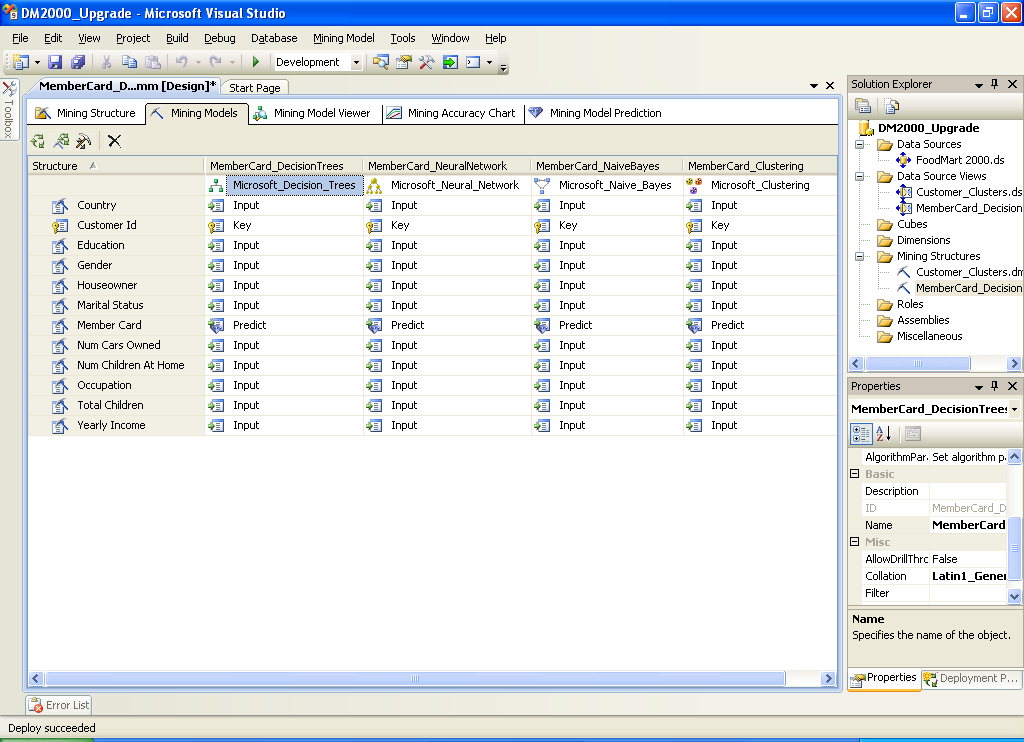 DM2000_Upgrade - Microsoft Visual Studio
File Edit View Project Build Debug Database Mining Model Tools Window Help
Development
Toolbox
MemberCard_D...mm [Design]* Start Page
Mining Structure Mining Models Mining Model Viewer Mining Accuracy Chart Mining Model Prediction
Structure MemberCard_DecisionTrees MemberCard_NeuralNetwork MemberCard_NaiveBayes MemberCard_Clustering
Microsoft_Decision_Trees Microsoft_Neural_Network Microsoft_Naive_Bayes Microsoft_Clustering
Country Input Input Input Input
Customer Id Key Key Key Key
Education Input Input Input Input
Gender Input Input Input Input
Houseowner Input Input Input Input
Marital Status Input Input Input Input
Member Card Predict Predict Predict Predict
Num Cars Owned Input Input Input Input
Num Children At Home Input Input Input Input
Occupation Input Input Input Input
Total Children Input Input Input Input
Yearly Income Input Input Input Input
Solution Explorer
DM2000_Upgrade
Data Sources
FoodMart 2000.ds
Data Source Views
Customer_Clusters.ds
MemberCard_Decision
Cubes
Dimensions
Mining Structures
Customer_Clusters.dm
MemberCard_Decision
Roles
Assemblies
Miscellaneous
Properties
MemberCard_DecisionTrees
AlgorithmPar Set algorithm p
Basic
Description
ID MemberCard_D
Name MemberCard
Misc
AllowDrillThrc False
Collation Latin1_Gener
Filter
Name
Specifies the name of the object.
Properties Deployment P...
Error List
Deploy succeeded